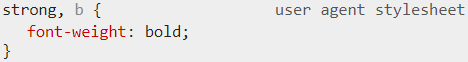 strong, b { user agent stylesheet
font-weight: bold;
}